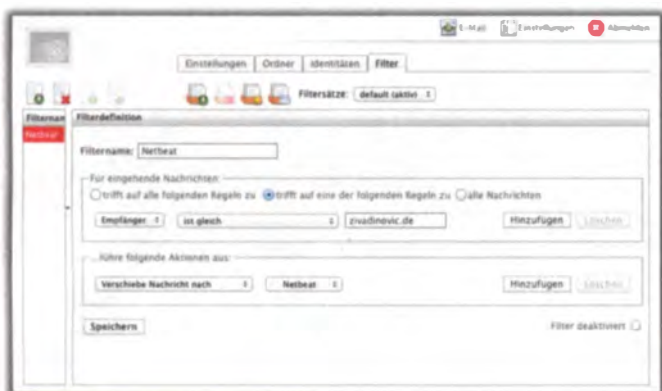 E-Mail Einstellungen Abmelden
Einstellungen Ordner Identitäten Filter
Filtersätze: default (aktiv)
Filternam Filterdefinition
Netbeat
Filtername: Netbeat
Für eingehende Nachrichten:
trifft auf alle folgenden Regeln zu trifft auf eine der folgenden Regeln zu alle Nachrichten
Empfänger ist gleich zivadinovic.de Hinzufügen Löschen
...führe folgende Aktionen aus:
Verschiebe Nachricht nach Netbeat Hinzufügen Löschen
Speichern Filter deaktiviert